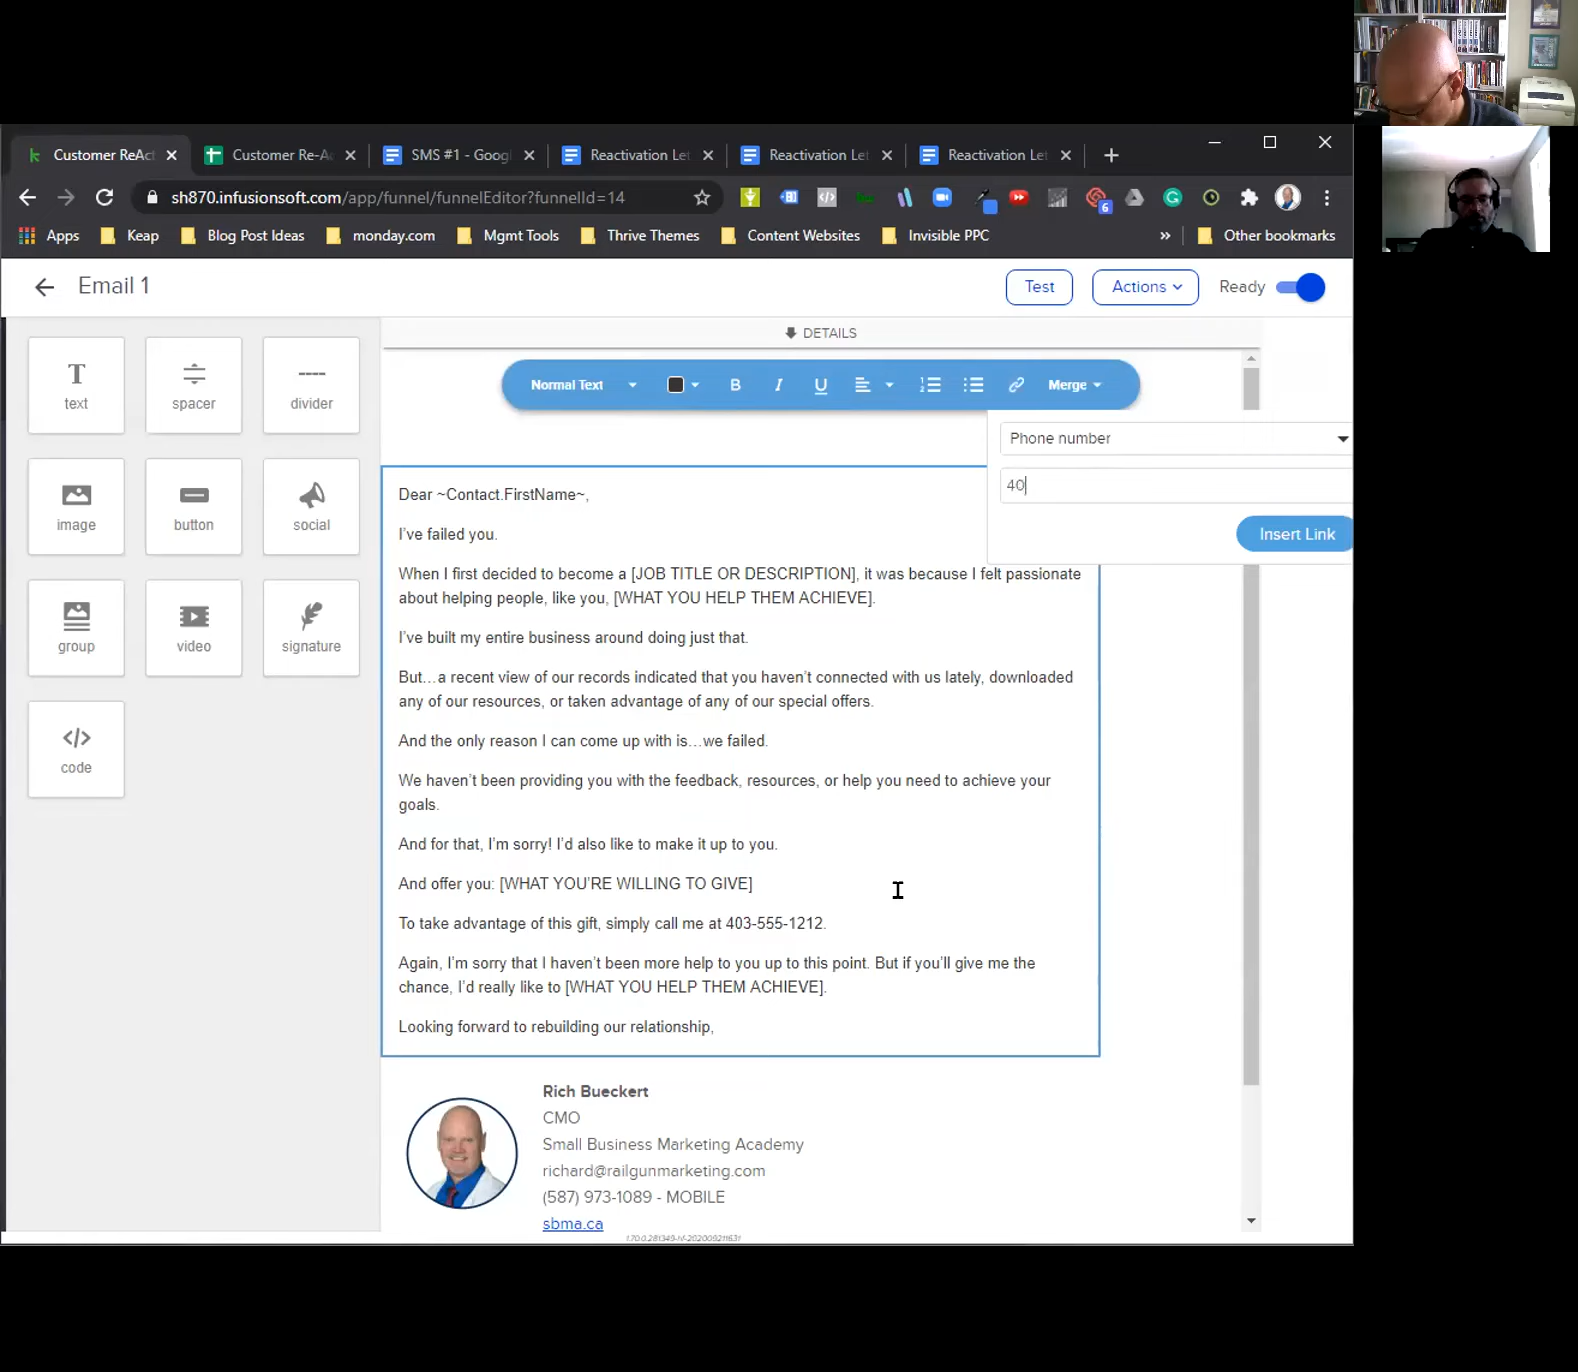 Customer ReAct
Customer Re-A
SMS #1 - Googl
Reactivation Let
Reactivation Let
Reactivation Let
sh870.infusionsoft.com/app/funnel/funnelEditor?funnelId=14
6
Apps
Keap
Blog Post Ideas
monday.com
Mgmt Tools
Thrive Themes
Content Websites
Invisible PPC
»
Other bookmarks
Email 1
Test
Actions
Ready
DETAILS
T
text
spacer
divider
Normal Text
B
I
U
Merge
Phone number
40
Insert Link
image
button
social
group
video
signature
</>
code
Dear ~Contact.FirstName~,
I’ve failed you.
When I first decided to become a [JOB TITLE OR DESCRIPTION], it was because I felt passionate
about helping people, like you, [WHAT YOU HELP THEM ACHIEVE].
I’ve built my entire business around doing just that.
But…a recent view of our records indicated that you haven’t connected with us lately, downloaded
any of our resources, or taken advantage of any of our special offers.
And the only reason I can come up with is…we failed.
We haven’t been providing you with the feedback, resources, or help you need to achieve your
goals.
And for that, I’m sorry! I’d also like to make it up to you.
And offer you: [WHAT YOU’RE WILLING TO GIVE]
To take advantage of this gift, simply call me at 403-555-1212.
Again, I’m sorry that I haven’t been more help to you up to this point. But if you’ll give me the
chance, I’d really like to [WHAT YOU HELP THEM ACHIEVE].
Looking forward to rebuilding our relationship,
Rich Bueckert
CMO
Small Business Marketing Academy
richard@railgunmarketing.com
(587) 973-1089 - MOBILE
sbma.ca